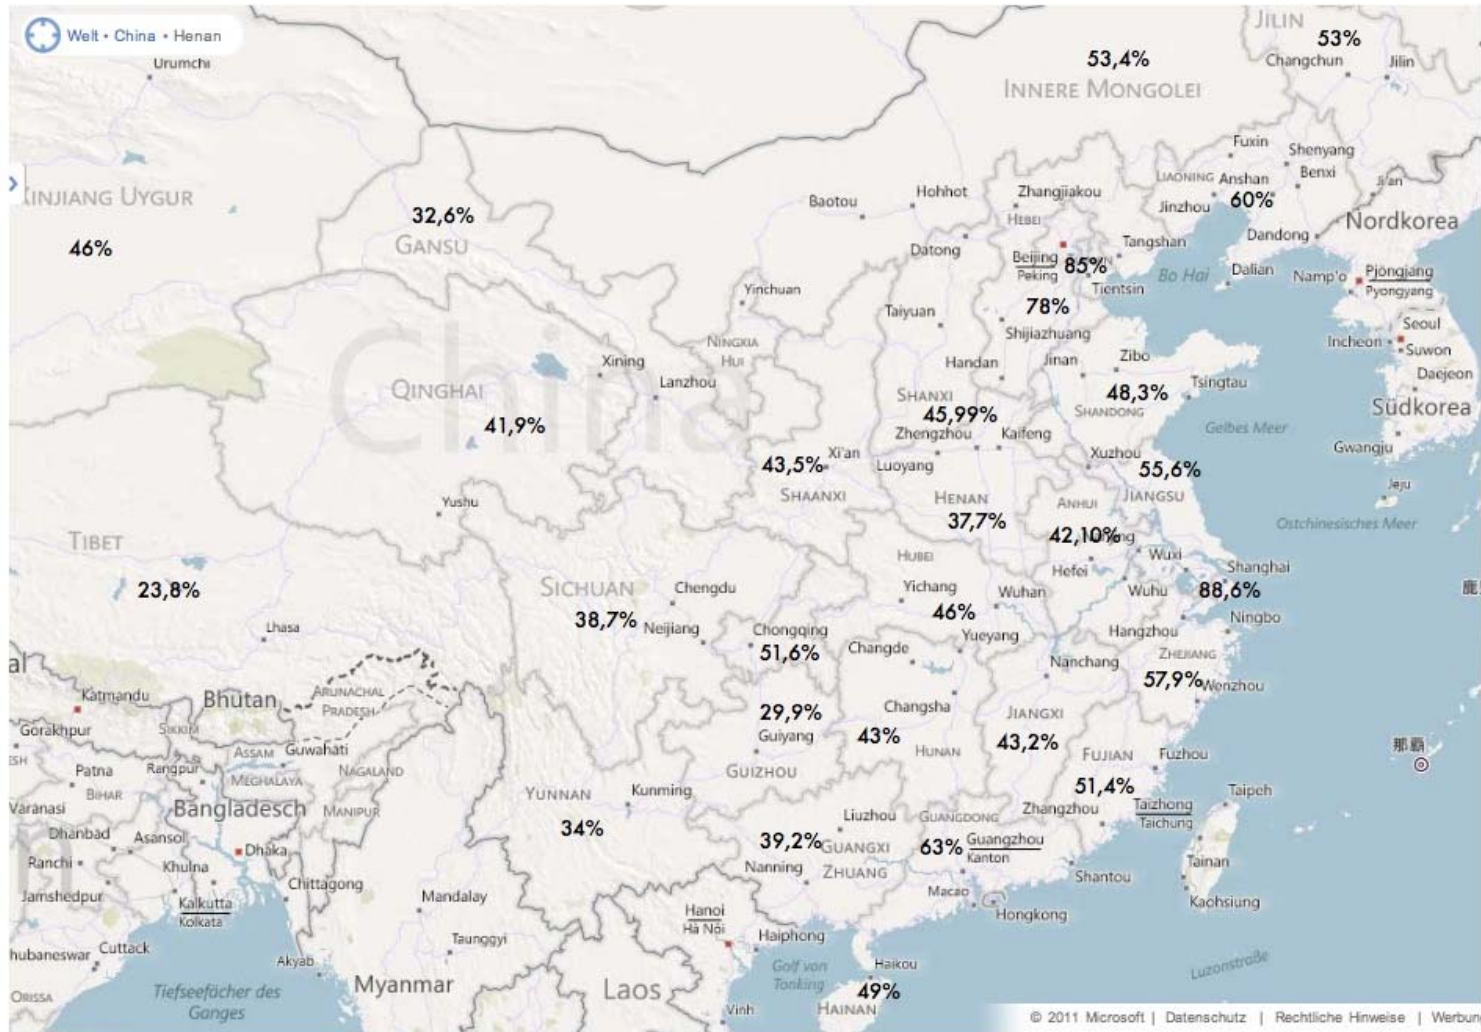 Welt • China • Henan
JILIN
53%
53,4%
Urumchi
Changchun
Jilin
INNERE MONGOLEI
Fuxin
Shenyang
XINJIANG UYGUR
LIAONING
Anshan
Benxi
Ji'an
Baotou
Hohhot
Zhangjiakou
60%
Jinzhou
32,6%
HEBEI
Nordkorea
46%
GANSU
Datong
Tangshan
Dandong
Beijing
Peking
85%
Bo Hai
Dalian
Namp'o
Pjöngjang
Pyongyang
Yinchuan
Tientsin
78%
Taiyuan
Shijiazhuang
Seoul
China
NINGXIA
HUI
Incheon
Suwon
Xining
Handan
Jinan
Zibo
Daejeon
Lanzhou
Tsingtau
QINGHAI
SHANXI
48,3%
SHANDONG
Südkorea
41,9%
45,99%
Zhengzhou
Kaifeng
Gelbes Meer
Gwangju
Xi'an
43,5%
Luoyang
Xuzhou
55,6%
SHAANXI
HENAN
ANHUI
JIANGSU
Jeju
Yushu
37,7%
Ostchinesisches Meer
TIBET
42,10%
HUBEI
Wuxi
Hefei
Shanghai
SICHUAN
Chengdu
Yichang
Wuhan
Wuhu
88,6%
23,8%
38,7%
46%
Ningbo
Lhasa
Neijiang
Chongqing
Yueyang
Hangzhou
51,6%
Changde
Nanchang
ZHEJIANG
al
57,9%
Wenzhou
Katmandu
Bhutan
ARUNACHAL
PRADESH
29,9%
Changsha
JIANGXI
Gorakhpur
SIKKIM
Guiyang
43%
HUNAN
43,2%
那覇
ASSAM
Guwahati
FUJIAN
Fuzhou
Patna
Rangpur
MEGHALAYA
NAGALAND
GUIZHOU
51,4%
BIHAR
YUNNAN
Kunming
Taipeh
Varanasi
Bangladesch
MANIPUR
Liuzhou
GUANGDONG
Zhangzhou
Taizhong
Taichung
Dhanbad
Asansol
34%
39,2%
GUANGXI
ZHUANG
63%
Guangzhou
Kanton
Ranchi
Khulna
Dhaka
Nanning
Tainan
Jamshedpur
Chittagong
Shantou
Kalkutta
Kolkata
Mandalay
Macao
Hongkong
Kaohsiung
Hanoi
Hà Nôi
Haiphong
Cuttack
Taunggyi
hubaneswar
Akyab
Golf von
Tonking
Haikou
Luzonstraße
Myanmar
Laos
49%
ORISSA
Tiefseefächer des
Ganges
Vinh
HAINAN
© 2011 Microsoft | Datenschutz | Rechtliche Hinweise | Werbun